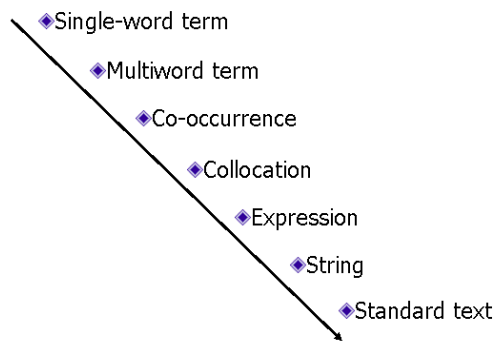 Single-word term
Multiword term
Co-occurrence
Collocation
Expression
String
Standard text